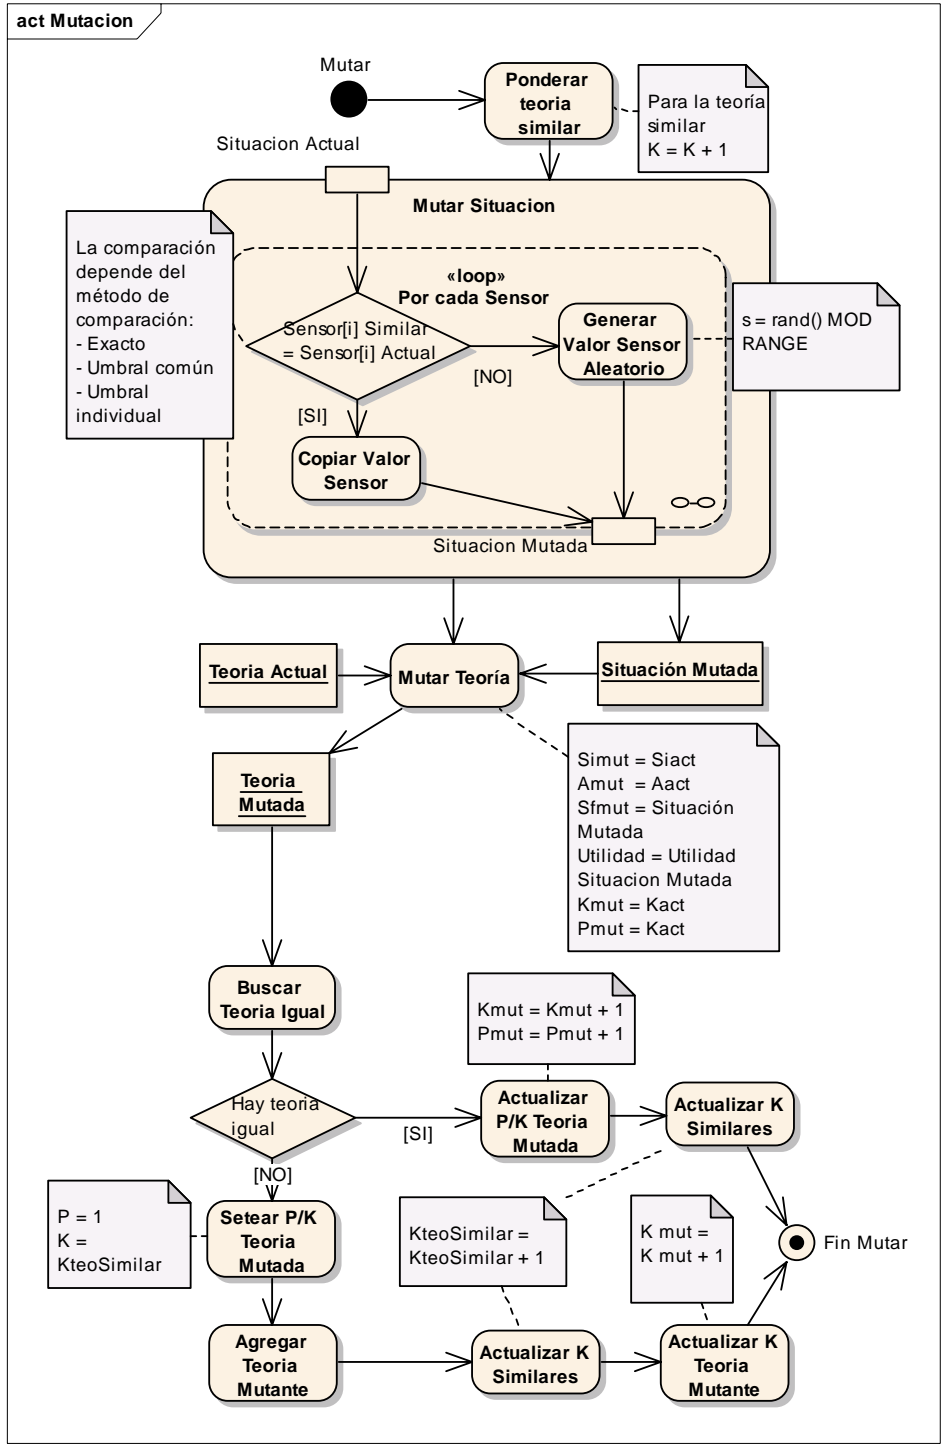 act Mutacion
Mutar
Ponderar
teoria
similar
Para la teoría
similar
K = K + 1
Situacion Actual
Mutar Situacion
La comparación
depende del
método de
comparación:
- Exacto
- Umbral común
- Umbral
individual
«loop»
Por cada Sensor
Sensor[i] Similar
= Sensor[i] Actual
[NO]
[SI]
Generar
Valor Sensor
Aleatorio
s = rand() MOD
RANGE
Copiar Valor
Sensor
Situacion Mutada
Teoria Actual
Mutar Teoría
Situación Mutada
Teoria
Mutada
Simut = Siact
Amut = Aact
Sfmut = Situación
Mutada
Utilidad = Utilidad
Situacion Mutada
Kmut = Kact
Pmut = Kact
Buscar
Teoria Igual
Kmut = Kmut + 1
Pmut = Pmut + 1
Hay teoria
igual
[SI]
[NO]
Actualizar
P/K Teoria
Mutada
Actualizar K
Similares
P = 1
K =
KteoSimilar
Setear P/K
Teoria
Mutada
KteoSimilar =
KteoSimilar + 1
K mut =
K mut + 1
Fin Mutar
Agregar
Teoria
Mutante
Actualizar K
Similares
Actualizar K
Teoria
Mutante